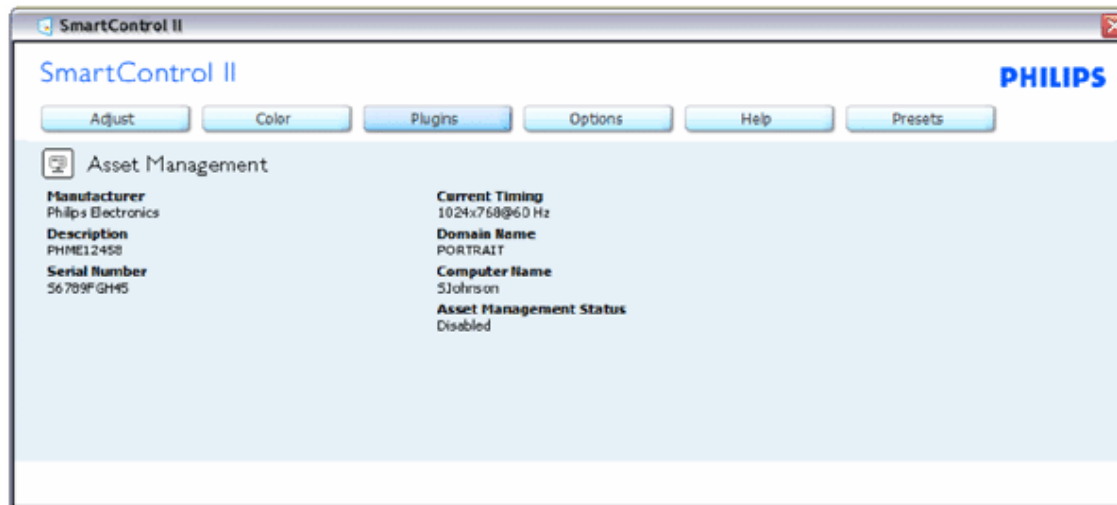 SmartControl II
SmartControl II
PHILIPS
Adjust Color Plugins Options Help Presets
Asset Management
Manufacturer
Philips Electronics
Description
PHME12458
Serial Number
56789FGH45
Current Timing
1024x768@60 Hz
Domain Name
PORTRAIT
Computer Name
SJohnson
Asset Management Status
Disabled